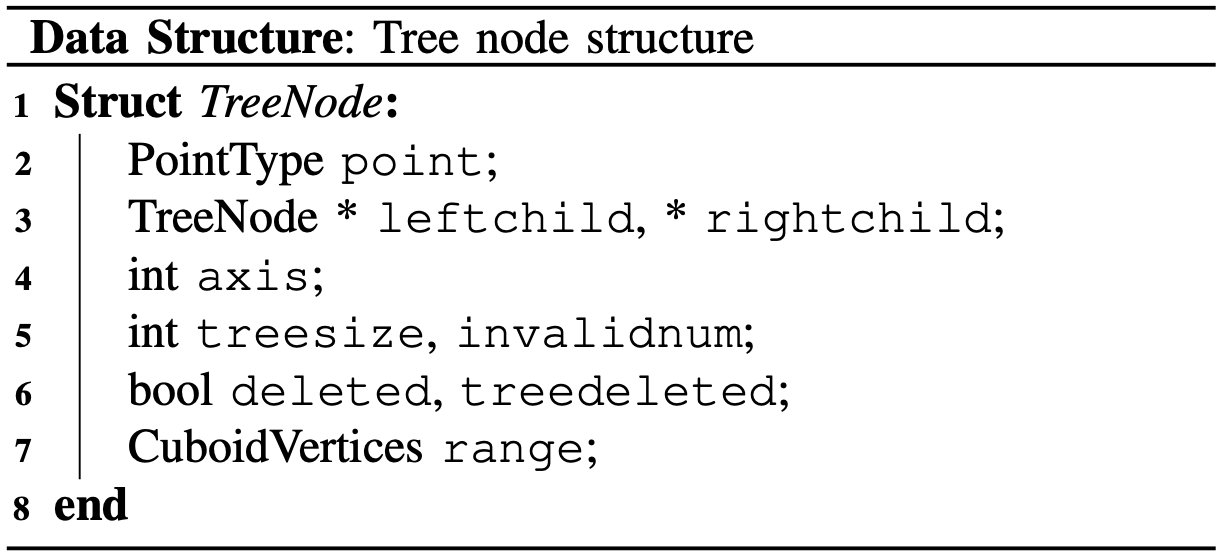 Data Structure: Tree node structure
1 Struct TreeNode:
2 PointType point;
3 TreeNode * leftchild, * rightchild;
4 int axis;
5 int treesize, invalidnum;
6 bool deleted, treedeleted;
7 CuboidVertices range;
8 end